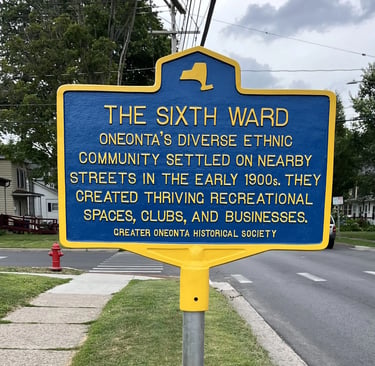 THE SIXTH WARD
ONEONTA'S DIVERSE ETHNIC
COMMUNITY SETTLED ON NEARBY
STREETS IN THE EARLY 1900s. THEY
CREATED THRIVING RECREATIONAL
SPACES, CLUBS, AND BUSINESSES.
GREATER ONEONTA HISTORICAL SOCIETY